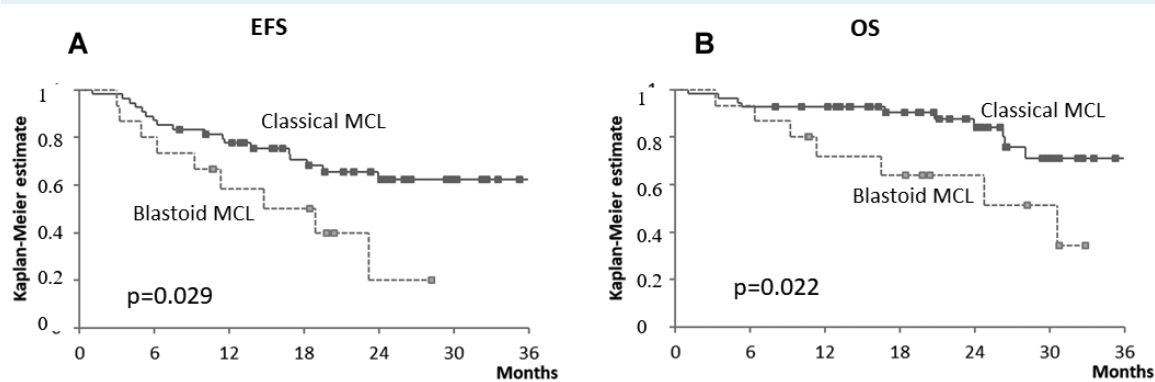 EFS
A
Kaplan-Meier estimate
1
0.8
0.6
0.4
0.2
0
Classical MCL
Blastoid MCL
p=0.029
0 6 12 18 24 30 36
Months
OS
B
Kaplan-Meier estimate
1
0.8
0.6
0.4
0.2
0
Classical MCL
Blastoid MCL
p=0.022
0 6 12 18 24 30 36
Months